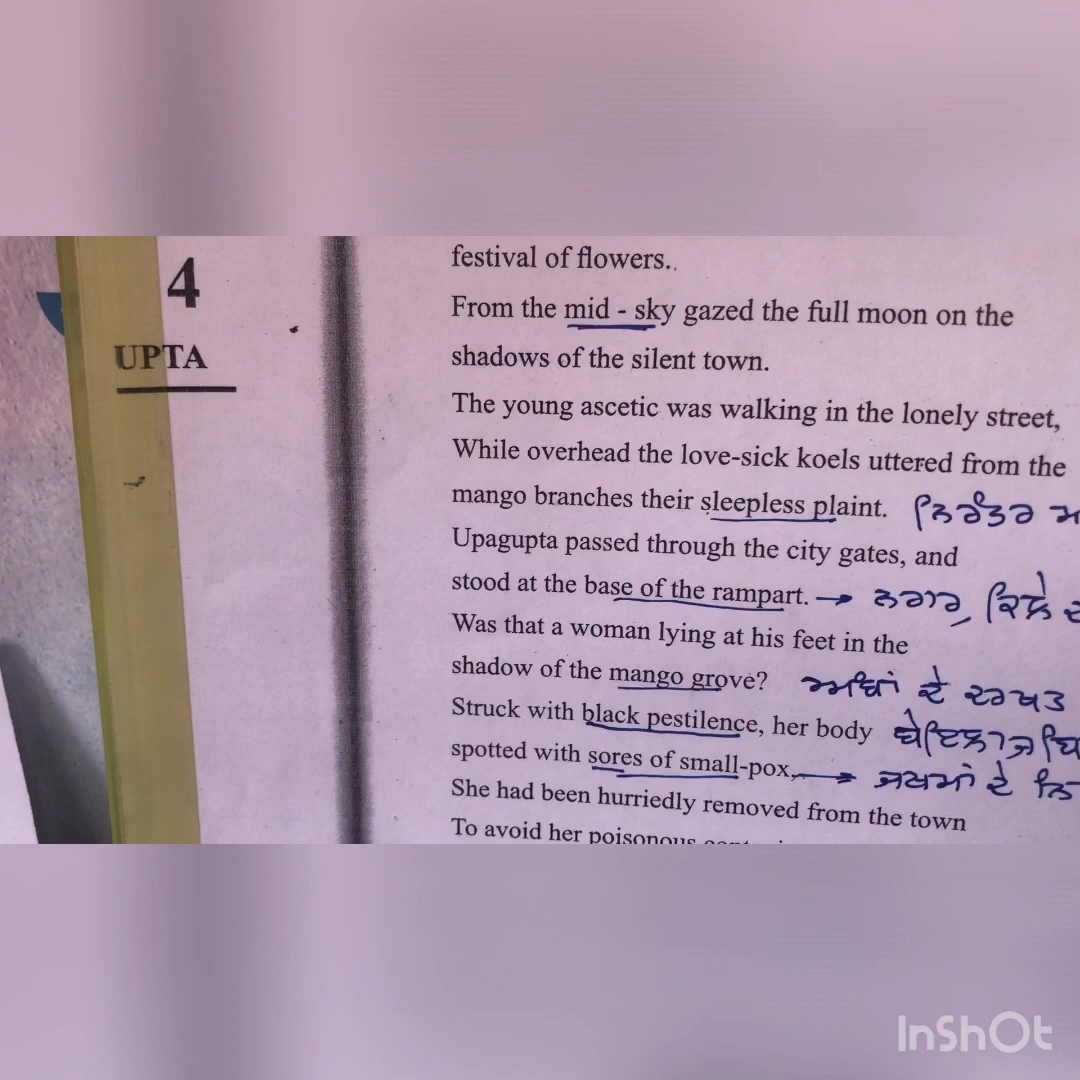 4
UPTA
festival of flowers..
From the mid - sky gazed the full moon on the
shadows of the silent town.
The young ascetic was walking in the lonely street,
While overhead the love-sick koels uttered from the
mango branches their sleepless plaint. ਨਿਰੰਤਰ
Upagupta passed through the city gates, and
stood at the base of the rampart. → ਨਗਰ, ਕਿਲੇ
Was that a woman lying at his feet in the
shadow of the mango grove? ਅਬਾਂ ਦੇ ਦਰਖਤ
Struck with black pestilence, her body
spotted with sores of small-pox, → ਜਖਮਾਂ ਦੇ
She had been hurriedly removed from the town
To avoid her poisonous
InShOt